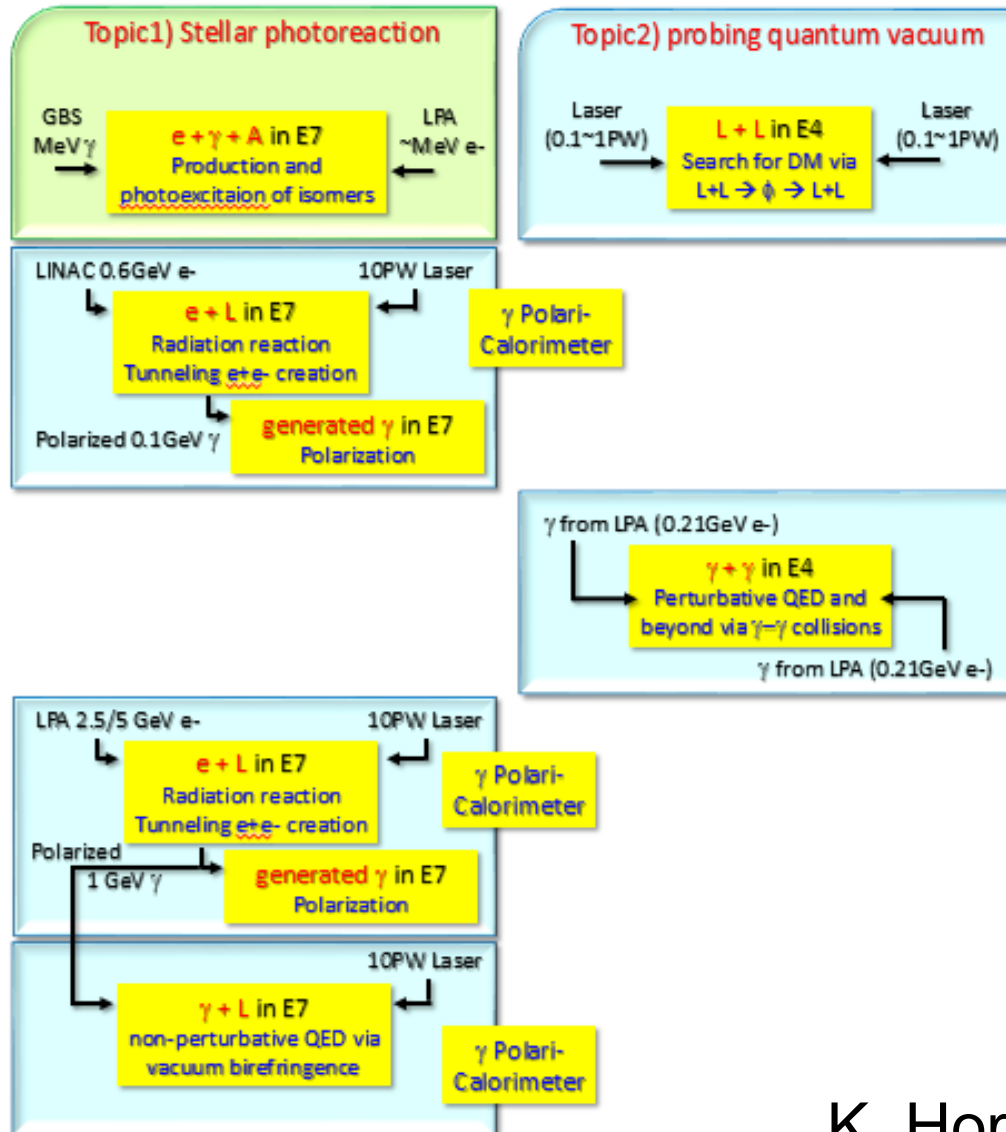 Topic1) Stellar photoreaction
GBS
MeV γ
e + γ + A in E7
Production and
photoexcitaion of isomers
LPA
~MeV e-
Topic2) probing quantum vacuum
Laser
(0.1~1PW)
L + L in E4
Search for DM via
L+L → ϕ → L+L
Laser
(0.1~1PW)
LINAC 0.6GeV e-
10PW Laser
e + L in E7
Radiation reaction
Tunneling e+e- creation
γ Polari-
Calorimeter
Polarized 0.1GeV γ
generated γ in E7
Polarization
γ from LPA (0.21GeV e-)
γ + γ in E4
Perturbative QED and
beyond via γ–γ collisions
γ from LPA (0.21GeV e-)
LPA 2.5/5 GeV e-
10PW Laser
e + L in E7
Radiation reaction
Tunneling e+e- creation
γ Polari-
Calorimeter
Polarized
1 GeV γ
generated γ in E7
Polarization
10PW Laser
γ + L in E7
non-perturbative QED via
vacuum birefringence
γ Polari-
Calorimeter
K.